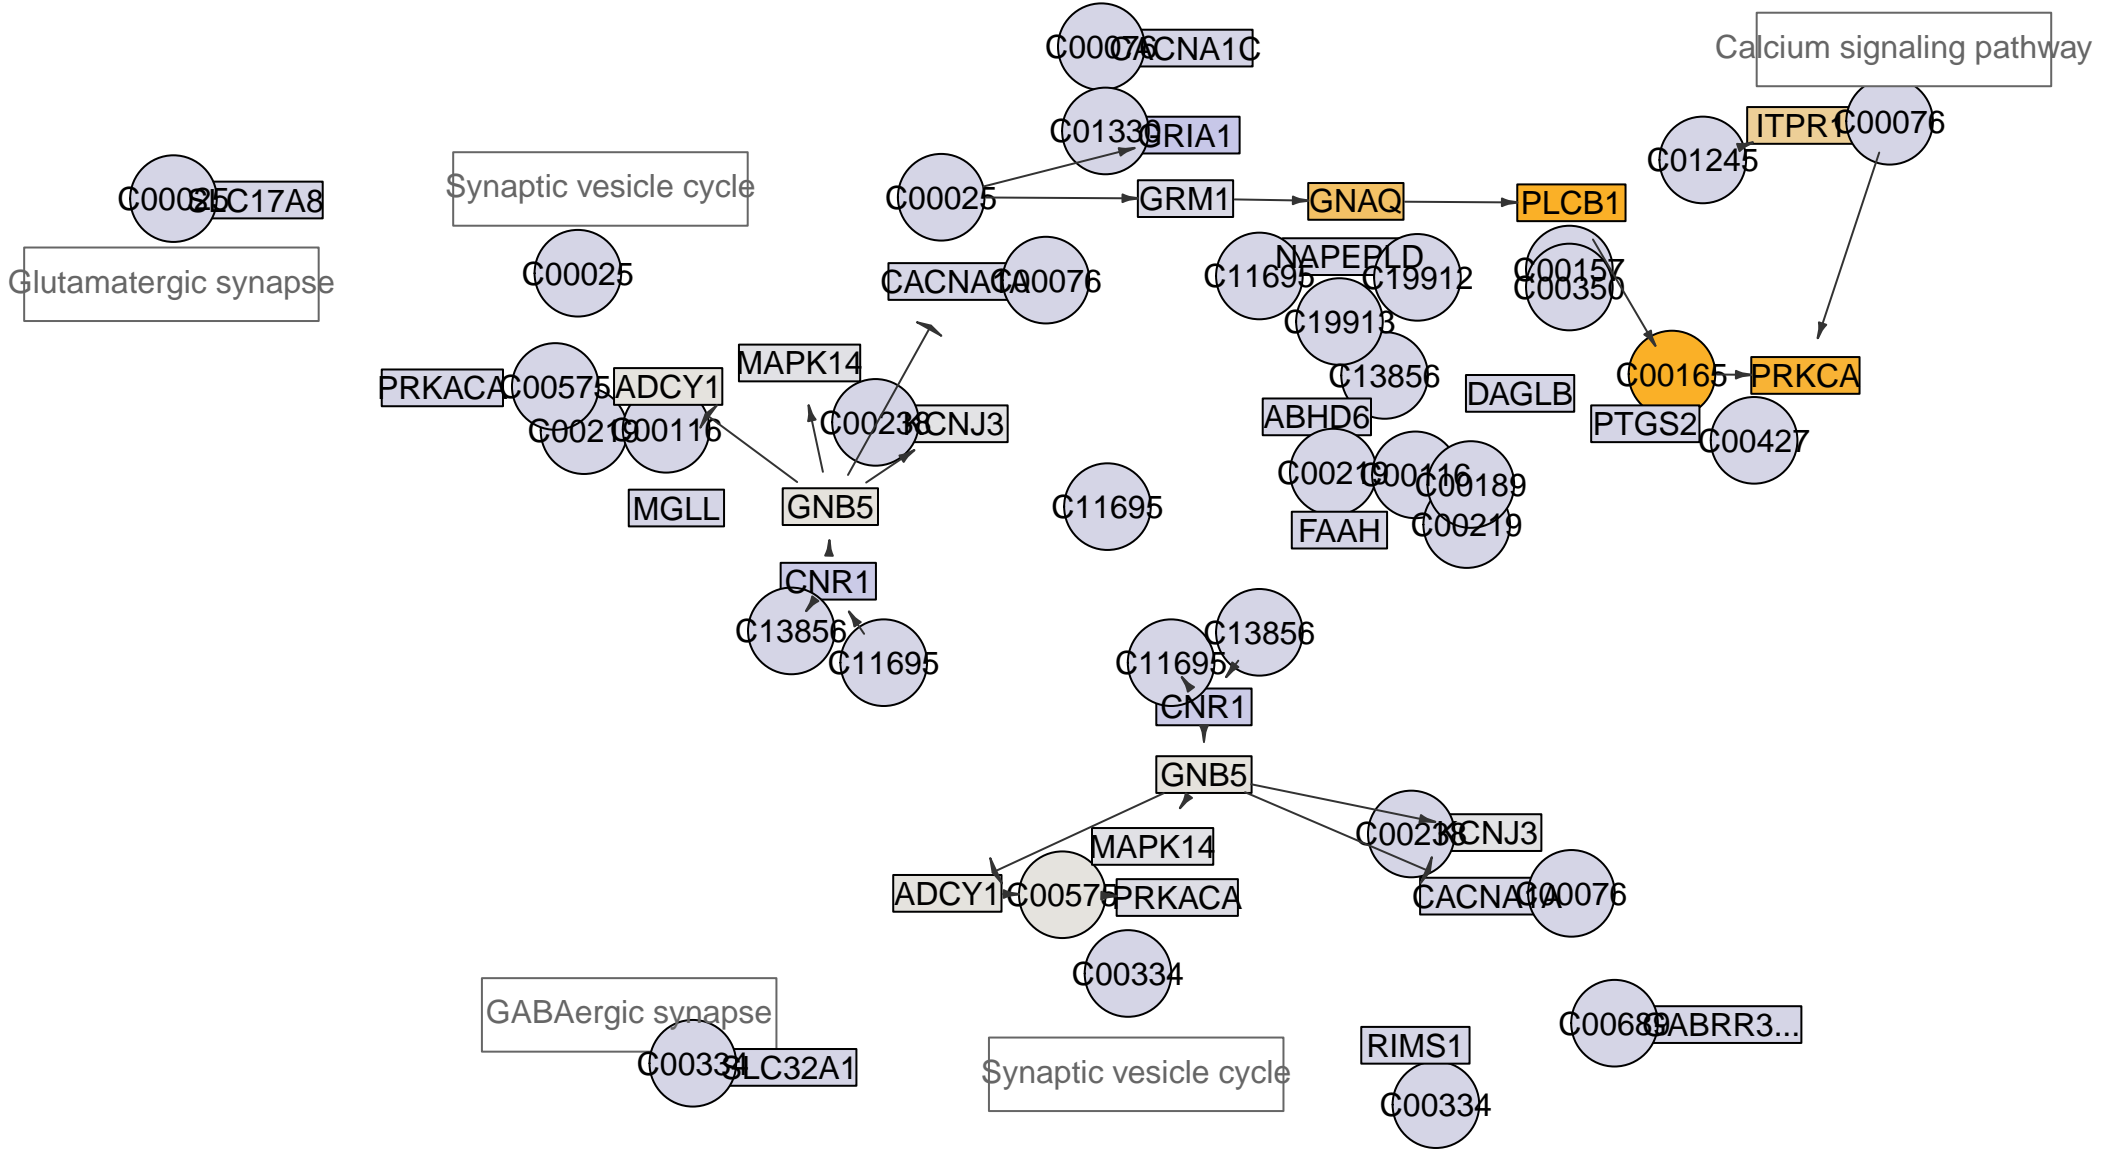 C00076
CACNA1C
Calcium signaling pathway
C01330
GRIA1
ITPR1
C00076
C01245
C00025
SLC17A8
Synaptic vesicle cycle
C00025
GRM1
GNAQ
PLCB1
Glutamatergic synapse
C00025
CACNA1A
C00076
C11695
NAPEPLD
C19912
C00157
C00350
C19913
MAPK14
C13856
C00165
PRKCA
PRKACA
C00575
ADCY1
DAGLB
C00219
C00116
C00238
KCNJ3
ABHD6
PTGS2
C00427
C00219
C00116
C00189
MGLL
GNB5
C11695
FAAH
C00219
CNR1
C13856
C11695
C11695
C13856
CNR1
GNB5
MAPK14
C00238
KCNJ3
ADCY1
C00575
PRKACA
CACNA1A
C00076
C00334
GABAergic synapse
C00334
SLC32A1
Synaptic vesicle cycle
RIMS1
C00689
GABRR3...
C00334